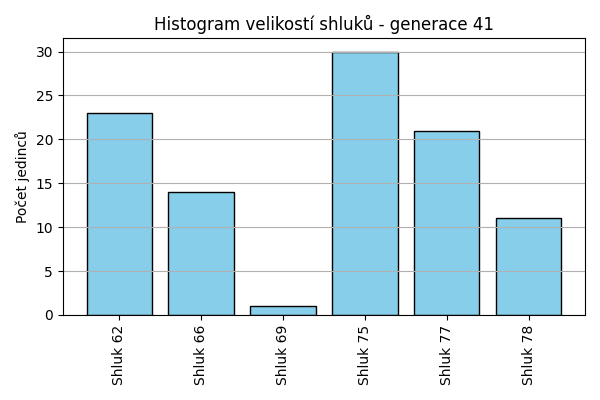 Histogram velikostí shluků - generace 41
Počet jedinců
30
25
20
15
10
5
0
Shluk 62
Shluk 66
Shluk 69
Shluk 75
Shluk 77
Shluk 78